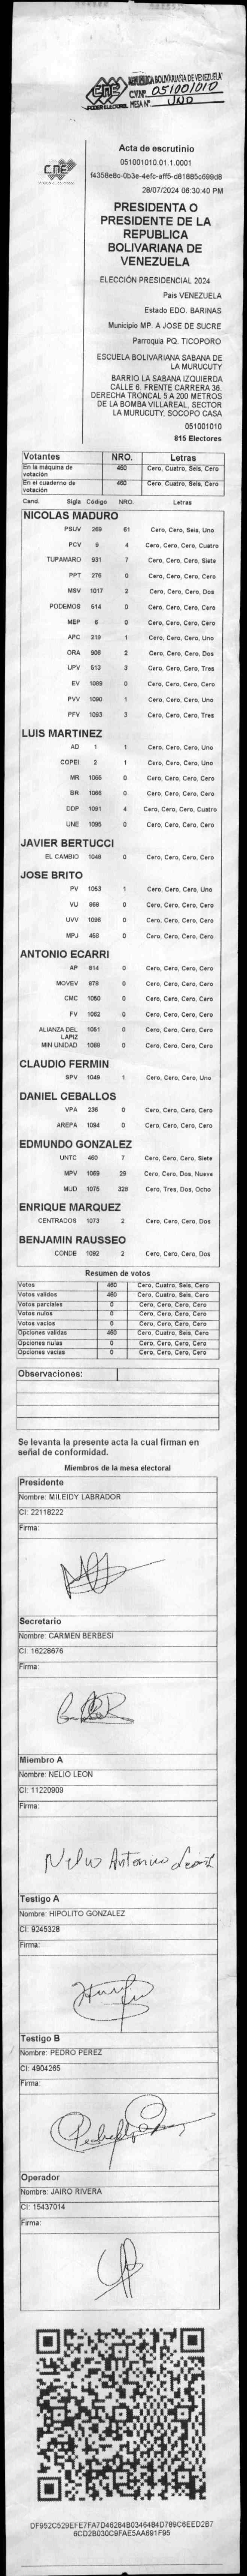 CNE
PODER ELECTORAL
REPÚBLICA BOLIVARIANA DE VENEZUELA
CV Nº 051001010
MESA Nº UNO
CNE
Acta de escrutinio
051001010.01.1.0001
28/07/2024 06:30:40 PM
PRESIDENTA O
PRESIDENTE DE LA
REPUBLICA
BOLIVARIANA DE
VENEZUELA
ELECCIÓN PRESIDENCIAL 2024
País VENEZUELA
Estado EDO. BARINAS
Municipio MP. A JOSE DE SUCRE
Parroquia PQ. TICOPORO
ESCUELA BOLIVARIANA SABANA DE
LA MURUCUTY
BARRIO LA SABANA IZQUIERDA
CALLE 6. FRENTE CARRERA 36.
DERECHA TRONCAL 5 A 200 METROS
DE LA BOMBA VILLAREAL. SECTOR
LA MURUCUTY, SOCOPO CASA
051001010
815 Electores
Votantes NRO. Letras
En la máquina de votación 460 Cero, Cuatro, Seis, Cero
En el cuaderno de votación 460 Cero, Cuatro, Seis, Cero
Cand. Sigla Código NRO. Letras
NICOLAS MADURO
PSUV 269 61 Cero, Cero, Seis, Uno
PCV 9 4 Cero, Cero, Cero, Cuatro
TUPAMARO 931 7 Cero, Cero, Cero, Siete
PPT 276 0 Cero, Cero, Cero, Cero
MSV 1017 2 Cero, Cero, Cero, Dos
PODEMOS 514 0 Cero, Cero, Cero, Cero
MEP 6 0 Cero, Cero, Cero, Cero
APC 219 1 Cero, Cero, Cero, Uno
ORA 906 2 Cero, Cero, Cero, Dos
UPV 513 3 Cero, Cero, Cero, Tres
EV 1089 0 Cero, Cero, Cero, Cero
PVV 1090 1 Cero, Cero, Cero, Uno
PFV 1093 3 Cero, Cero, Cero, Tres
LUIS MARTINEZ
AD 1 1 Cero, Cero, Cero, Uno
COPEI 2 1 Cero, Cero, Cero, Uno
MR 1065 0 Cero, Cero, Cero, Cero
BR 1066 0 Cero, Cero, Cero, Cero
DDP 1091 4 Cero, Cero, Cero, Cuatro
UNE 1095 0 Cero, Cero, Cero, Cero
JAVIER BERTUCCI
EL CAMBIO 1048 0 Cero, Cero, Cero, Cero
JOSE BRITO
PV 1053 1 Cero, Cero, Cero, Uno
VU 968 0 Cero, Cero, Cero, Cero
UVV 1096 0 Cero, Cero, Cero, Cero
MPJ 458 0 Cero, Cero, Cero, Cero
ANTONIO ECARRI
AP 814 0 Cero, Cero, Cero, Cero
MOVEV 978 0 Cero, Cero, Cero, Cero
CMC 1050 0 Cero, Cero, Cero, Cero
FV 1062 0 Cero, Cero, Cero, Cero
ALIANZA DEL LAPIZ 1051 0 Cero, Cero, Cero, Cero
MIN UNIDAD 1069 0 Cero, Cero, Cero, Cero
CLAUDIO FERMIN
SPV 1049 1 Cero, Cero, Cero, Uno
DANIEL CEBALLOS
VPA 236 0 Cero, Cero, Cero, Cero
AREPA 1094 0 Cero, Cero, Cero, Cero
EDMUNDO GONZALEZ
UNTC 460 7 Cero, Cero, Cero, Siete
MPV 1069 29 Cero, Cero, Dos, Nueve
MUD 1075 328 Cero, Tres, Dos, Ocho
ENRIQUE MARQUEZ
CENTRADOS 1073 2 Cero, Cero, Cero, Dos
BENJAMIN RAUSSEO
CONDE 1092 2 Cero, Cero, Cero, Dos
Resumen de votos
Votos 460 Cero, Cuatro, Seis, Cero
Votos validos 460 Cero, Cuatro, Seis, Cero
Votos parciales 0 Cero, Cero, Cero, Cero
Votos nulos 0 Cero, Cero, Cero, Cero
Votos vacios 0 Cero, Cero, Cero, Cero
Opciones validas 460 Cero, Cuatro, Seis, Cero
Opciones nulas 0 Cero, Cero, Cero, Cero
Opciones vacias 0 Cero, Cero, Cero, Cero
Observaciones:
Se levanta la presente acta la cual firman en
señal de conformidad.
Miembros de la mesa electoral
Presidente
Nombre: MILEIDY LABRADOR
CI: 22118222
Firma:
Secretario
Nombre: CARMEN BERBESI
CI: 16228676
Firma:
Miembro A
Nombre: NELIO LEON
CI: 11220909
Firma:
Nelio Antonio Leon
Testigo A
Nombre: HIPOLITO GONZALEZ
CI: 9245328
Firma:
Testigo B
Nombre: PEDRO PEREZ
CI: 4904265
Firma:
Operador
Nombre: JAIRO RIVERA
CI: 15437014
Firma: